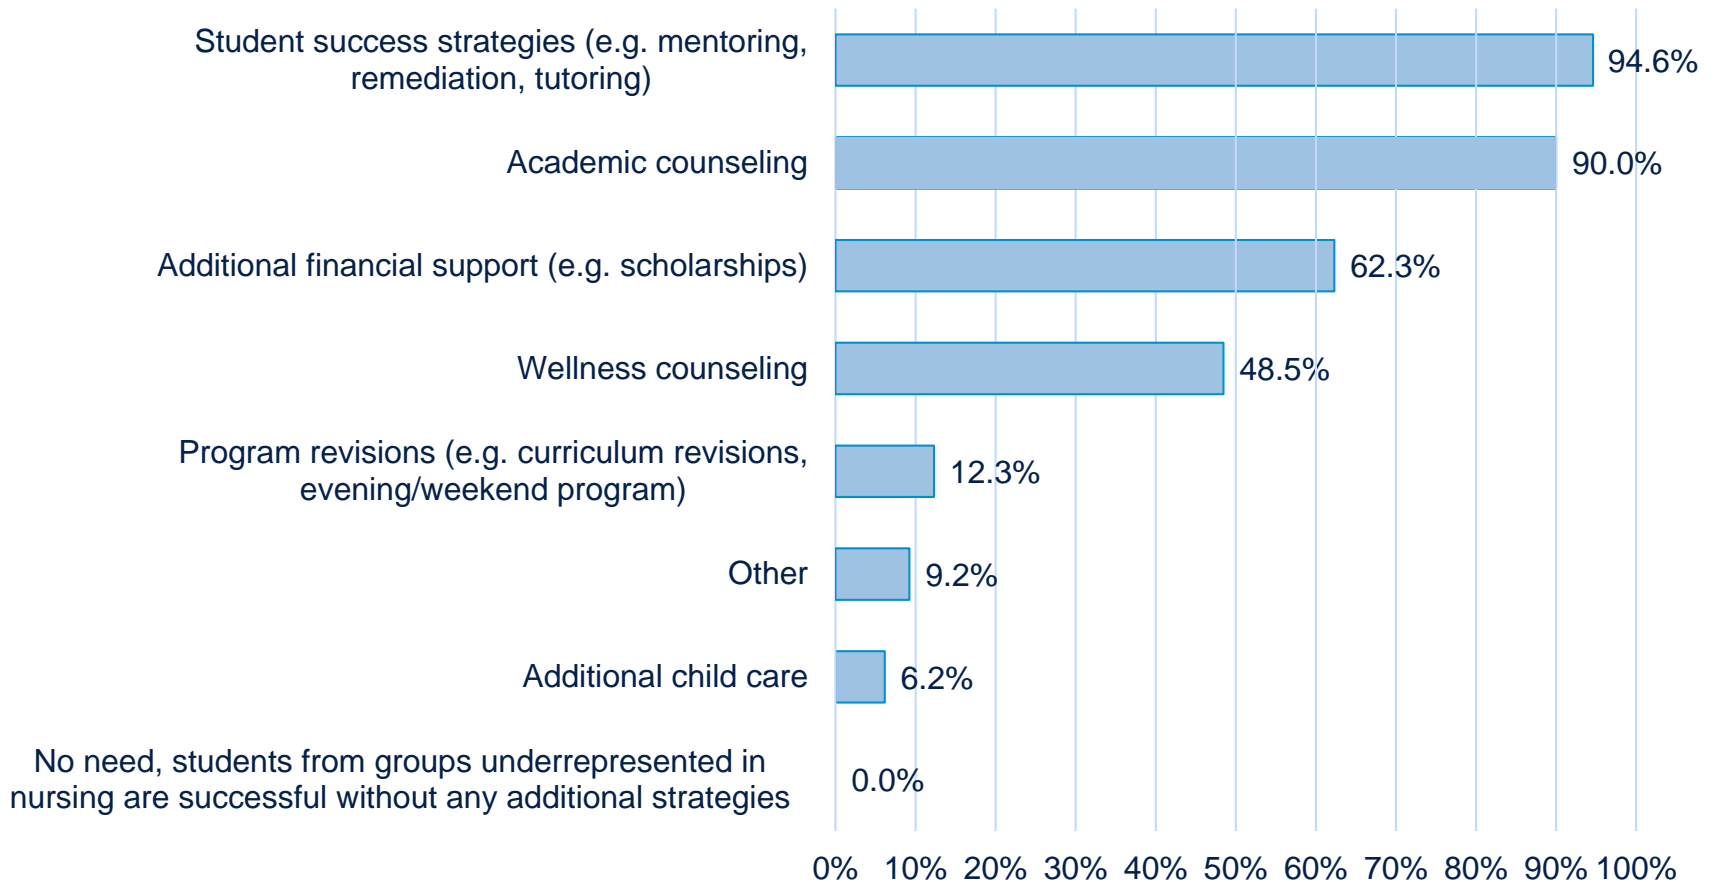 Student success strategies (e.g. mentoring,
remediation, tutoring)
94.6%
Academic counseling
90.0%
Additional financial support (e.g. scholarships)
62.3%
Wellness counseling
48.5%
Program revisions (e.g. curriculum revisions,
evening/weekend program)
12.3%
Other
9.2%
Additional child care
6.2%
No need, students from groups underrepresented in
nursing are successful without any additional strategies
0.0%
0% 10% 20% 30% 40% 50% 60% 70% 80% 90% 100%